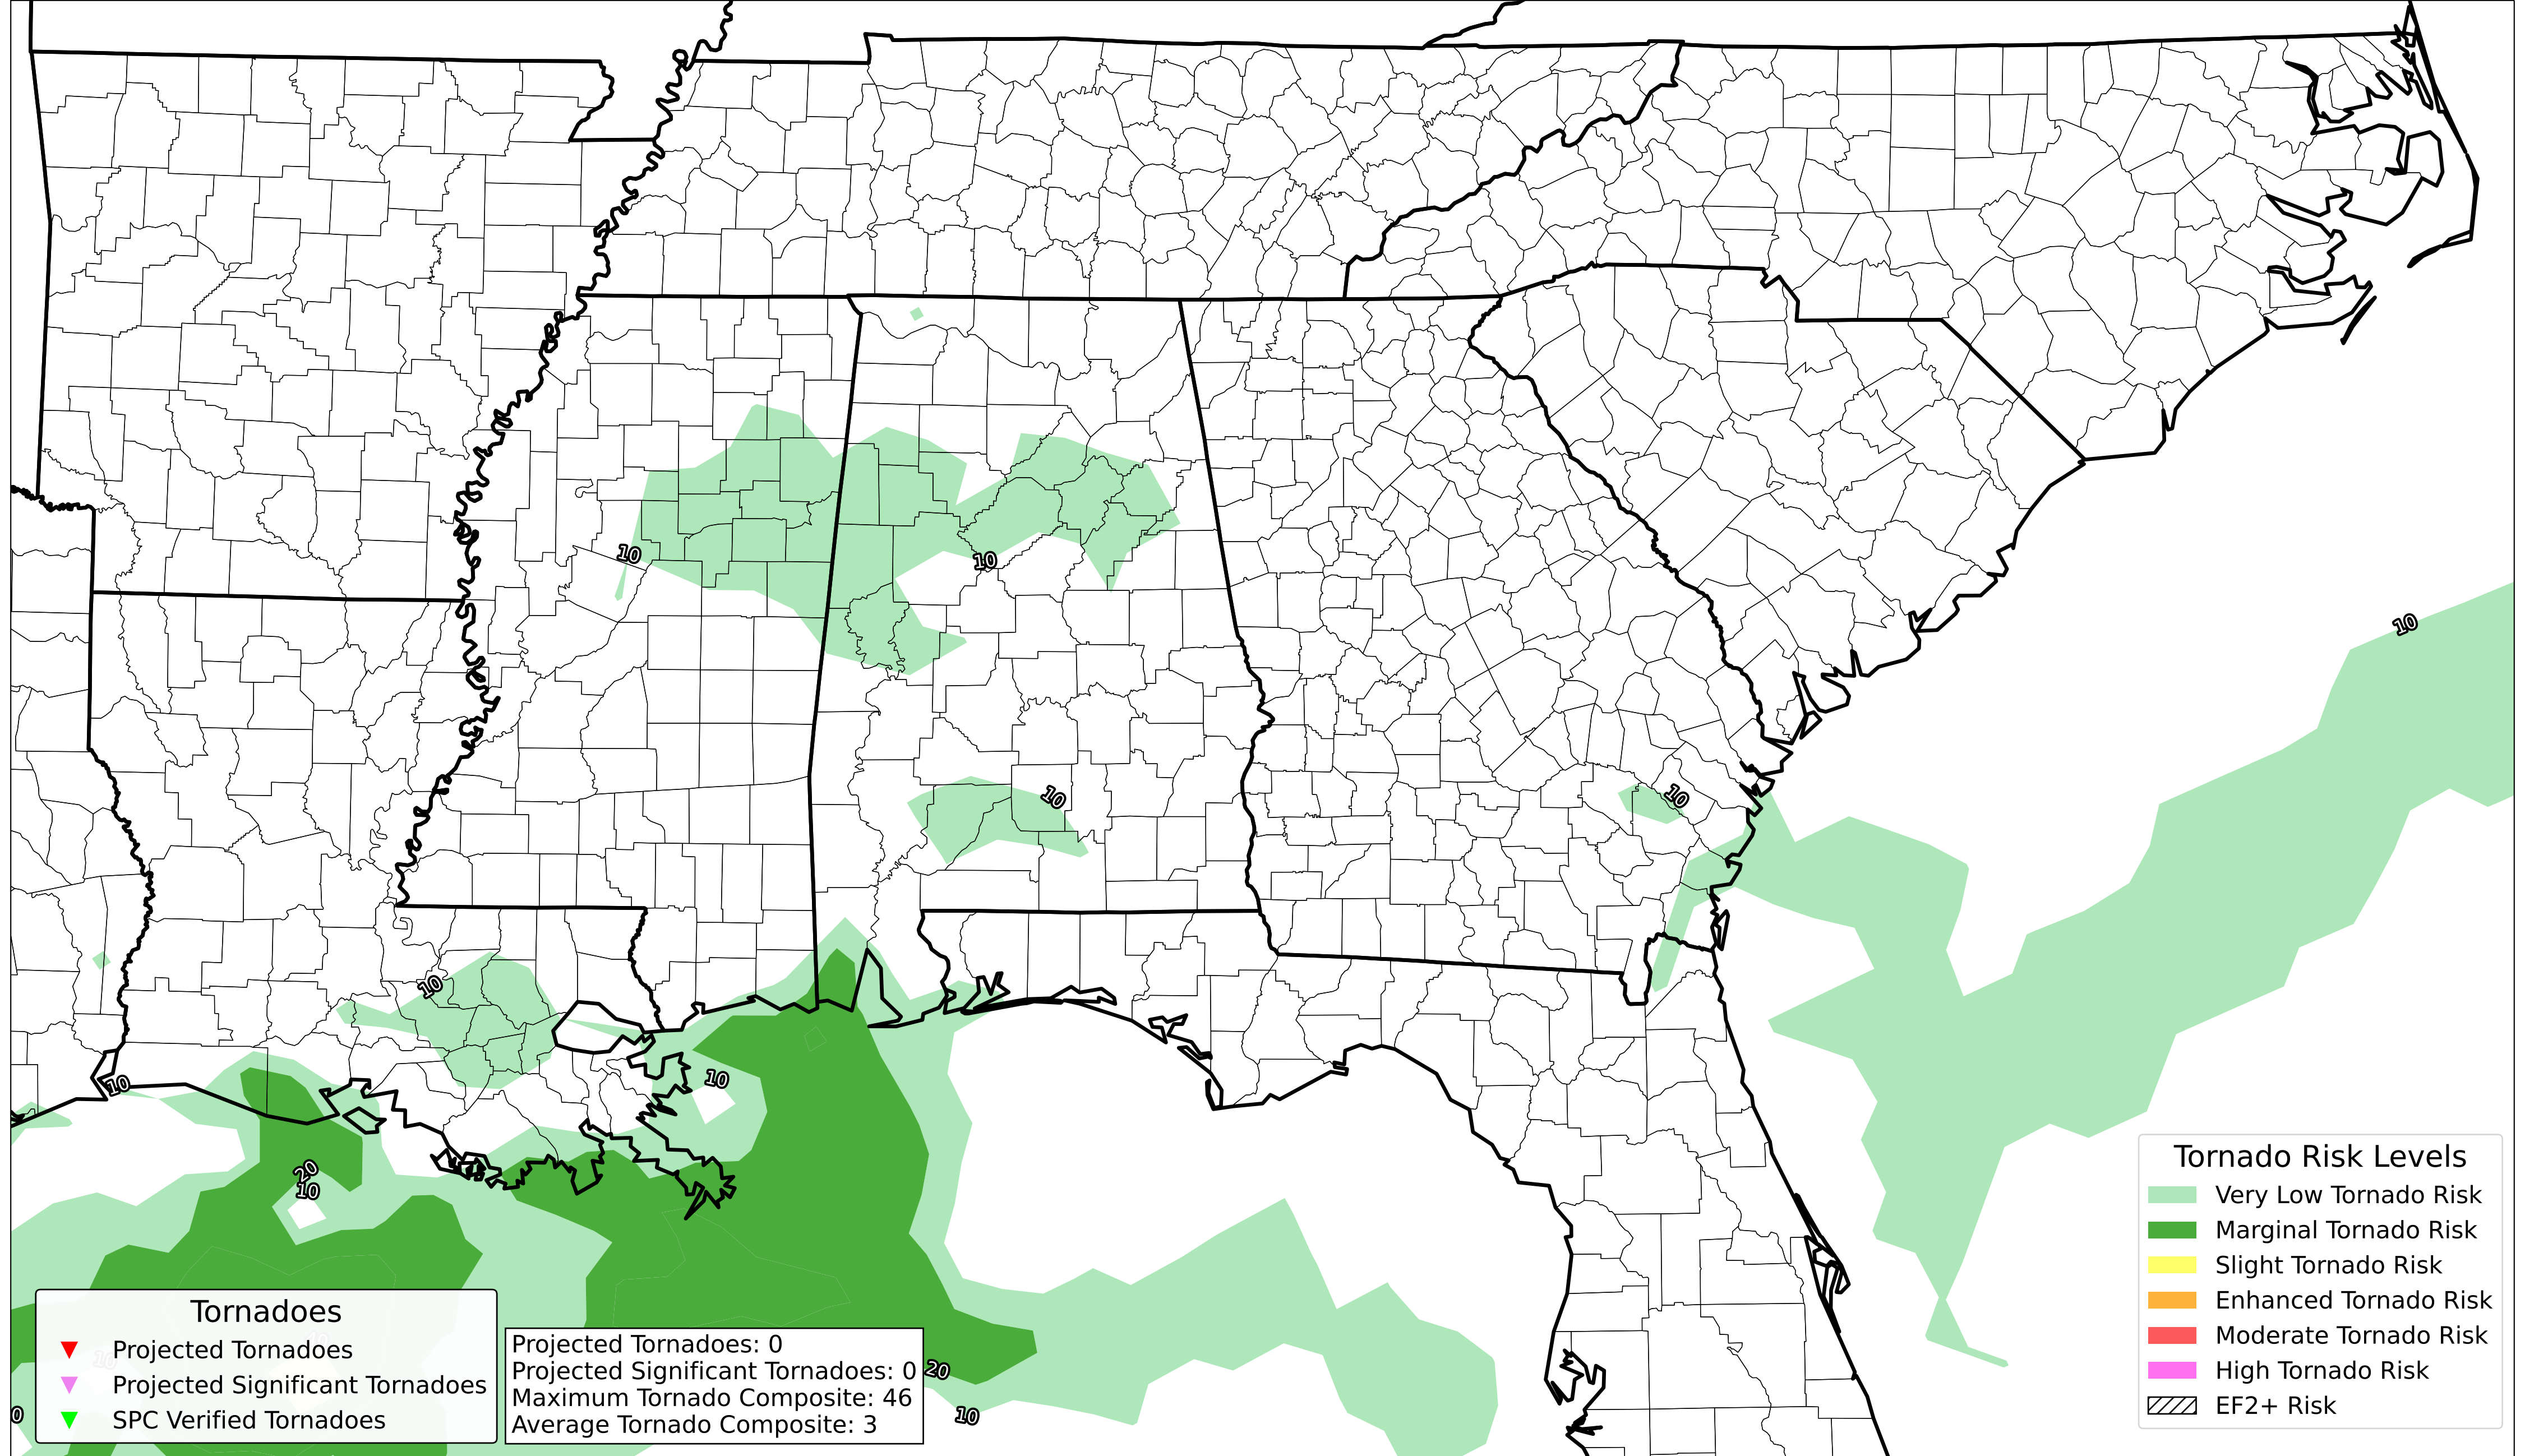 10
10
10
10
10
10
10
10
20
10
Tornado Risk Levels
Very Low Tornado Risk
Marginal Tornado Risk
Slight Tornado Risk
Enhanced Tornado Risk
Moderate Tornado Risk
High Tornado Risk
EF2+ Risk
Tornadoes
Projected Tornadoes
Projected Significant Tornadoes
SPC Verified Tornadoes
Projected Tornadoes: 0
Projected Significant Tornadoes: 0
Maximum Tornado Composite: 46
Average Tornado Composite: 3
20
10
0